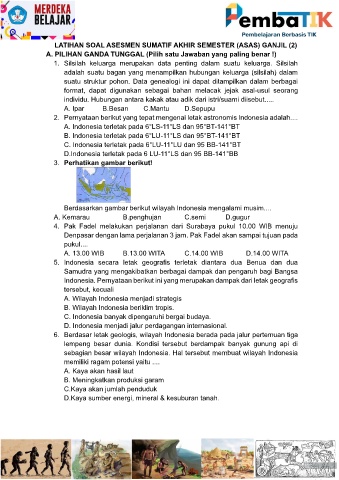 MERDEKA
BELAJAR
PembaTIK
Pembelajaran Berbasis TIK
LATIHAN SOAL ASESMEN SUMATIF AKHIR SEMESTER (ASAS) GANJIL (2)
A. PILIHAN GANDA TUNGGAL (Pilih satu Jawaban yang paling benar !)
1. Silsilah keluarga merupakan data penting dalam suatu keluarga. Silsilah
adalah suatu bagan yang menampilkan hubungan keluarga (silsilah) dalam
suatu struktur pohon. Data genealogi ini dapat ditampilkan dalam berbagai
format, dapat digunakan sebagai bahan melacak jejak asal-usul seorang
individu. Hubungan antara kakak atau adik dari istri/suami disebut.....
A. Ipar B.Besan C.Mantu D.Sepupu
2. Pernyataan berikut yang tepat mengenai letak astronomis Indonesia adalah....
A. Indonesia terletak pada 6°LS-11°LS dan 95°BT-141°BT
B. Indonesia terletak pada 6°LU-11°LS dan 95°BT-141°BT
C. Indonesia terletak pada 6°LU-11°LU dan 95 BB-141°BT
D.Indonesia terletak pada 6 LU-11°LS dan 95 BB-141°BB
3. Perhatikan gambar berikut!
Berdasarkan gambar berikut wilayah Indonesia mengalami musim....
A. Kemarau B.penghujan C.semi D.gugur
4. Pak Fadel melakukan perjalanan dari Surabaya pukul 10.00 WIB menuju
Denpasar dengan lama perjalanan 3 jam. Pak Fadel akan sampai tujuan pada
pukul....
A. 13.00 WIB B.13.00 WITA C.14.00 WIB D.14.00 WITA
5. Indonesia secara letak geografis terletak diantara dua Benua dan dua
Samudra yang mengakibatkan berbagai dampak dan pengaruh bagi Bangsa
Indonesia. Pernyataan berikut ini yang merupakan dampak dari letak geografis
tersebut, kecuali
A. Wilayah Indonesia menjadi strategis
B. Wilayah Indonesia beriklim tropis.
C. Indonesia banyak dipengaruhi bergai budaya.
D. Indonesia menjadi jalur perdagangan internasional.
6. Berdasar letak geologis, wilayah Indonesia berada pada jalur pertemuan tiga
lempeng besar dunia. Kondisi tersebut berdampak banyak gunung api di
sebagian besar wilayah Indonesia. Hal tersebut membuat wilayah Indonesia
memiliki ragam potensi yaitu ....
A. Kaya akan hasil laut
B. Meningkatkan produksi garam
C.Kaya akan jumlah penduduk
D.Kaya sumber energi, mineral & kesuburan tanah.